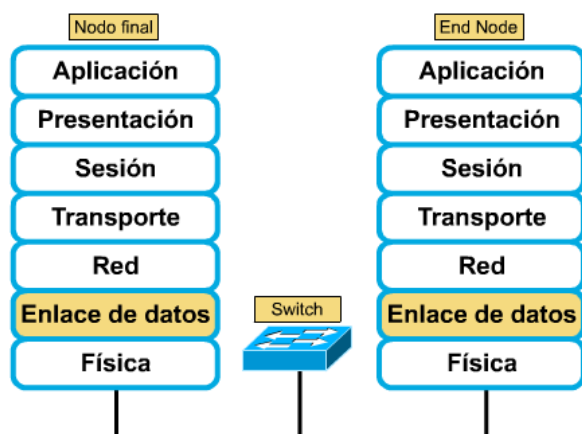 Nodo final
Aplicación
Presentación
Sesión
Transporte
Red
Enlace de datos
Física
Switch
End Node
Aplicación
Presentación
Sesión
Transporte
Red
Enlace de datos
Física